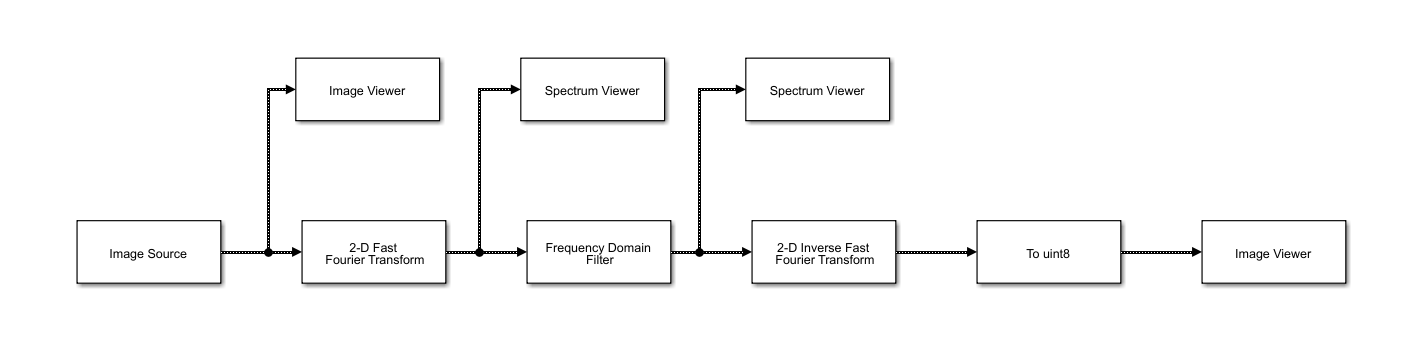 Image Viewer
Spectrum Viewer
Spectrum Viewer
Image Source
2-D Fast
Fourier Transform
Frequency Domain
Filter
2-D Inverse Fast
Fourier Transform
To uint8
Image Viewer